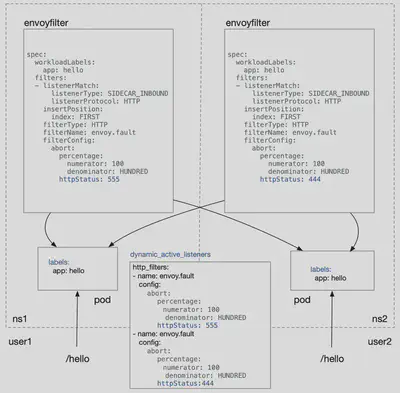 envoyfilter
spec:
workloadLabels:
app: hello
filters:
- listenerMatch:
listenerType: SIDECAR_INBOUND
listenerProtocol: HTTP
insertPosition:
index: FIRST
filterType: HTTP
filterName: envoy.fault
filterConfig:
abort:
percentage:
numerator: 100
denominator: HUNDRED
httpStatus: 555
envoyfilter
spec:
workloadLabels:
app: hello
filters:
- listenerMatch:
listenerType: SIDECAR_INBOUND
listenerProtocol: HTTP
insertPosition:
index: FIRST
filterType: HTTP
filterName: envoy.fault
filterConfig:
abort:
percentage:
numerator: 100
denominator: HUNDRED
httpStatus: 444
labels:
app: hello
pod
ns1
user1
/hello
dynamic_active_listeners
http_filters:
- name: envoy.fault
config:
abort:
percentage:
numerator: 100
denominator: HUNDRED
httpStatus: 555
- name: envoy.fault
config:
abort:
percentage:
numerator: 100
denominator: HUNDRED
httpStatus:444
labels:
app: hello
pod
ns2
user2
/hello